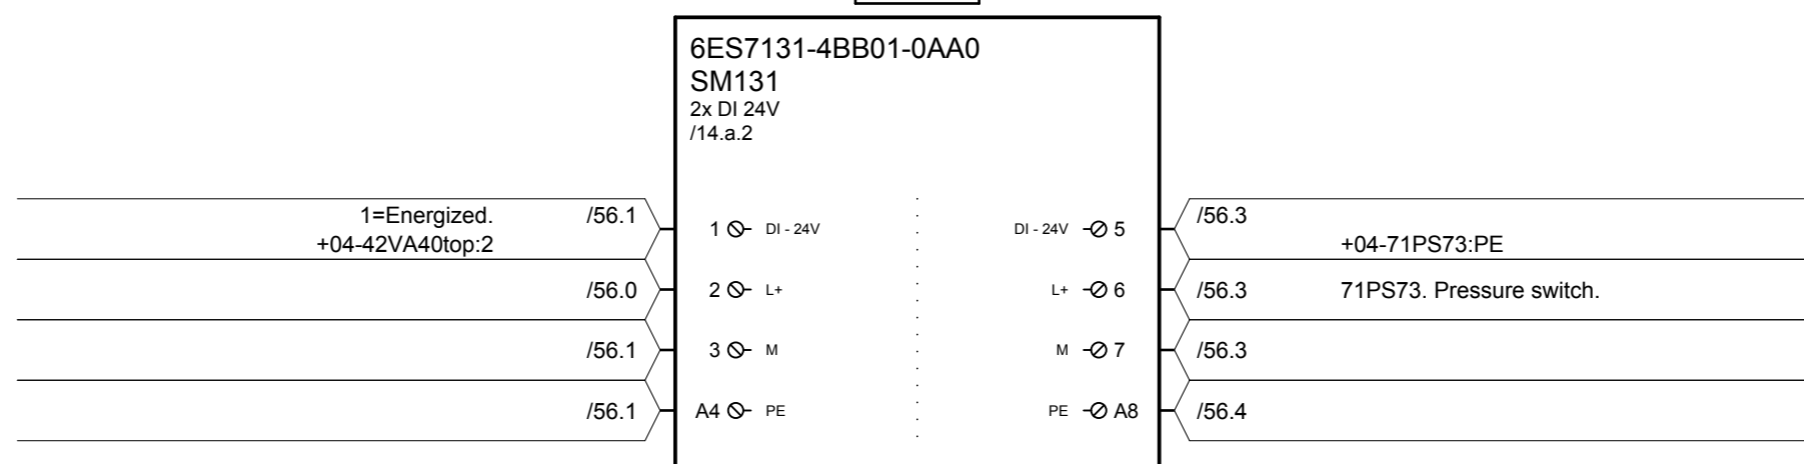 6ES7131-4BB01-0AA0
SM131
2x DI 24V
/14.a.2
1=Energized. /56.1
+04-42VA40top:2
1 DI - 24V
DI - 24V 5
/56.3
+04-71PS73:PE
/56.0
2 L+
L+ 6
/56.3 71PS73. Pressure switch.
/56.1
3 M
M 7
/56.3
/56.1
A4 PE
PE A8
/56.4